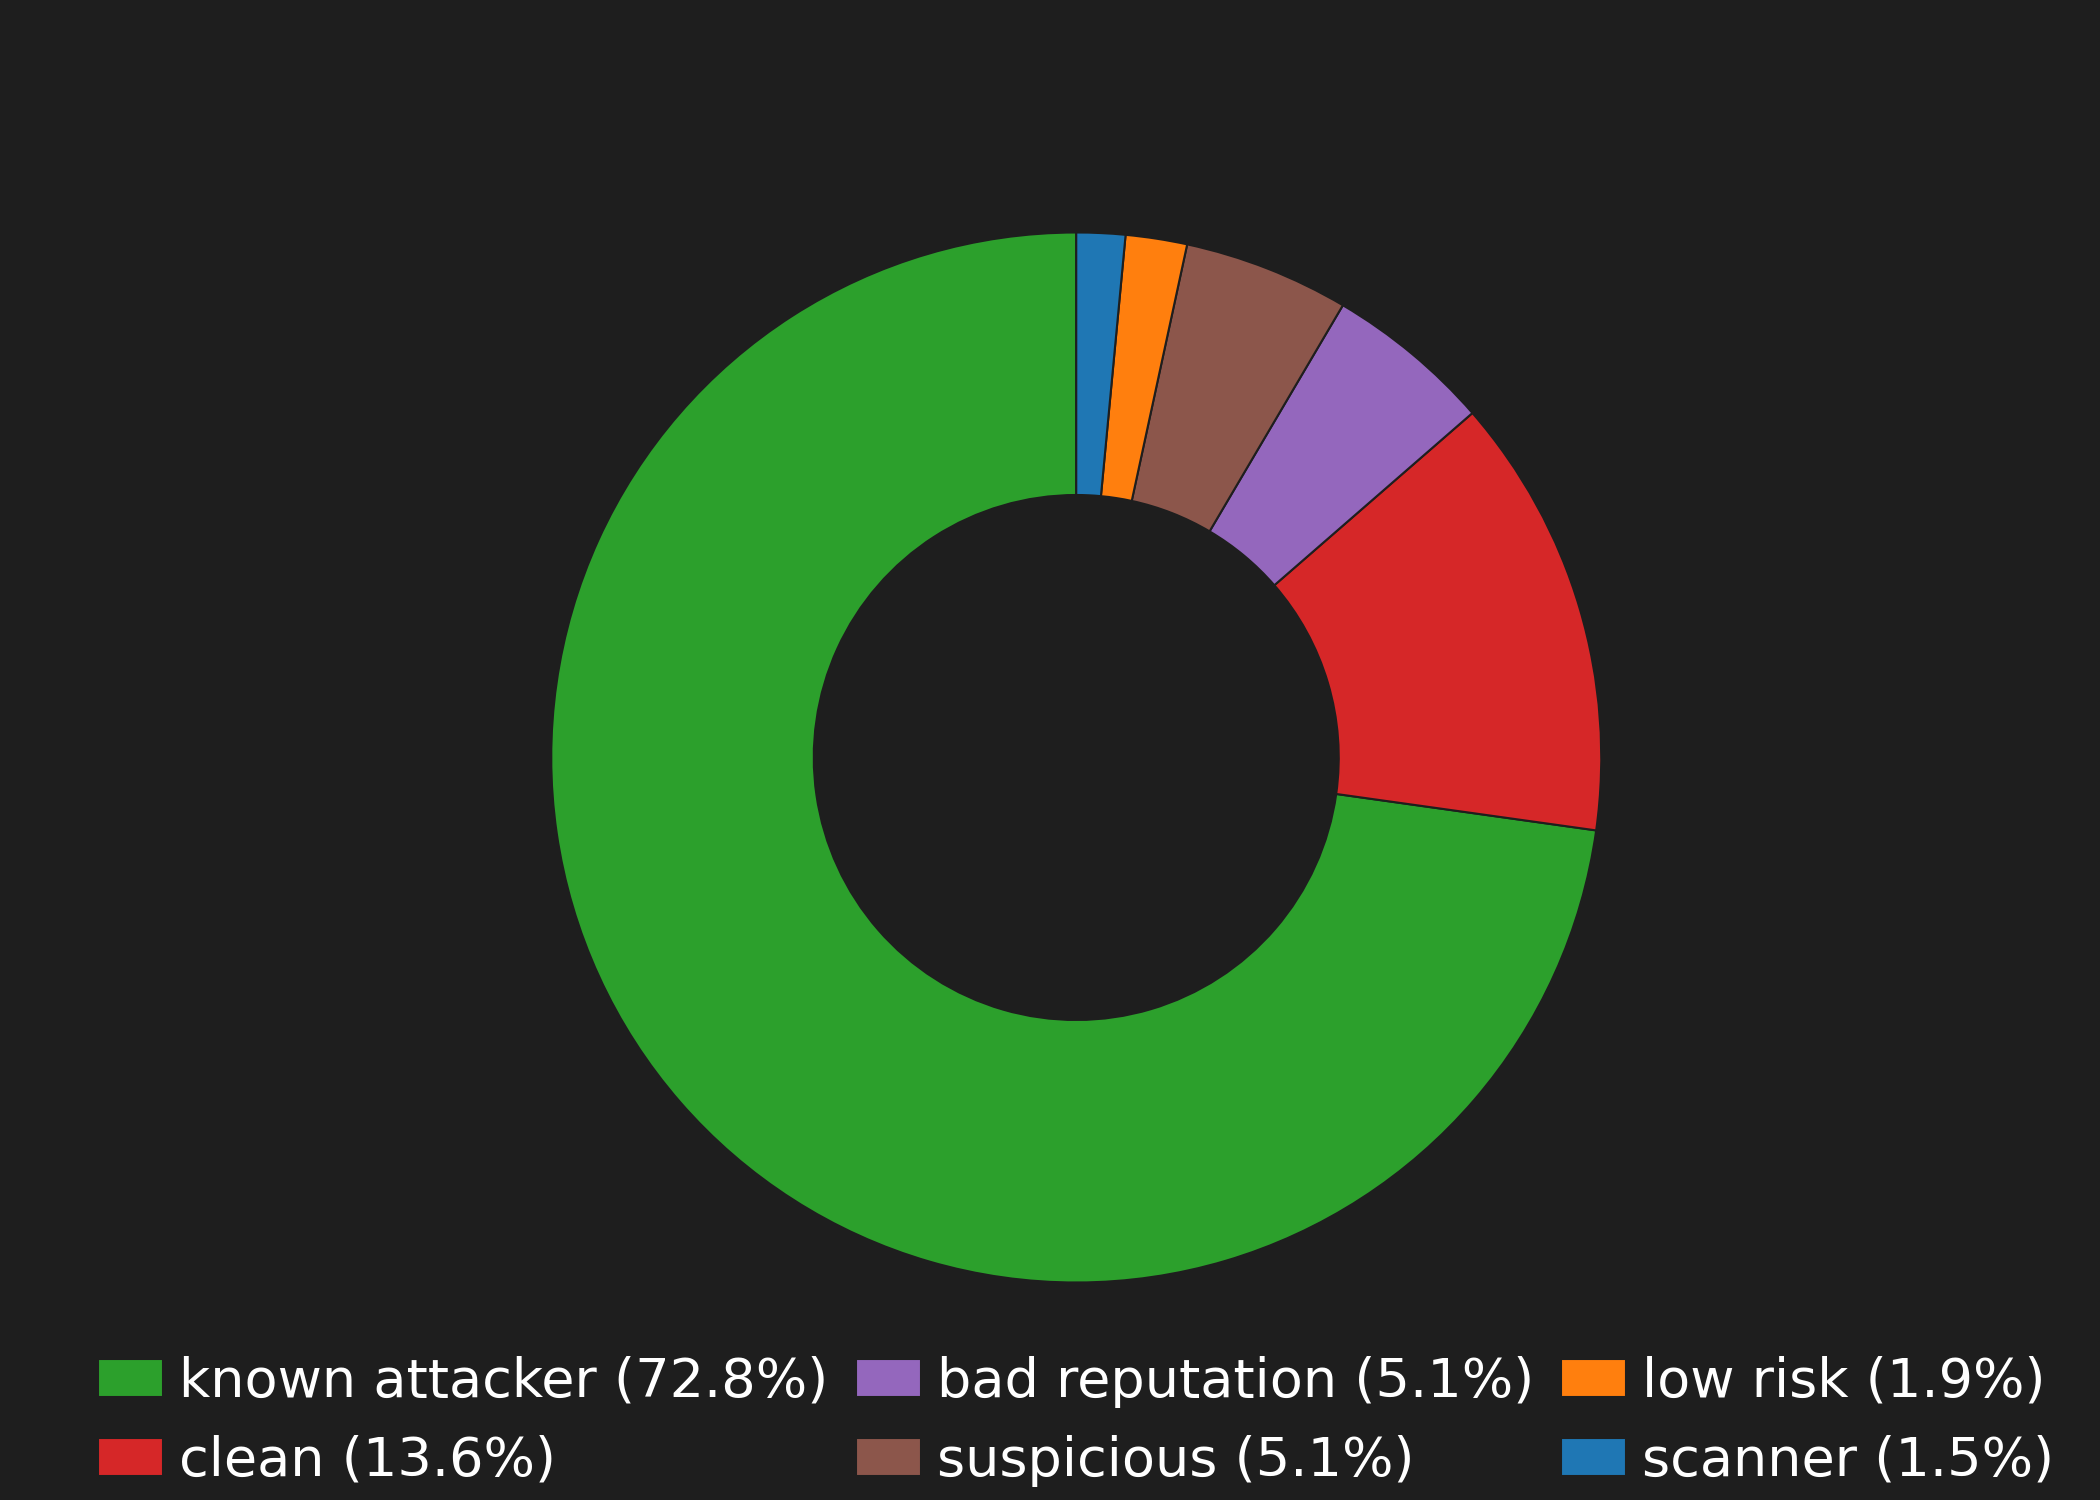 known attacker (72.8%)
clean (13.6%)
bad reputation (5.1%)
suspicious (5.1%)
low risk (1.9%)
scanner (1.5%)